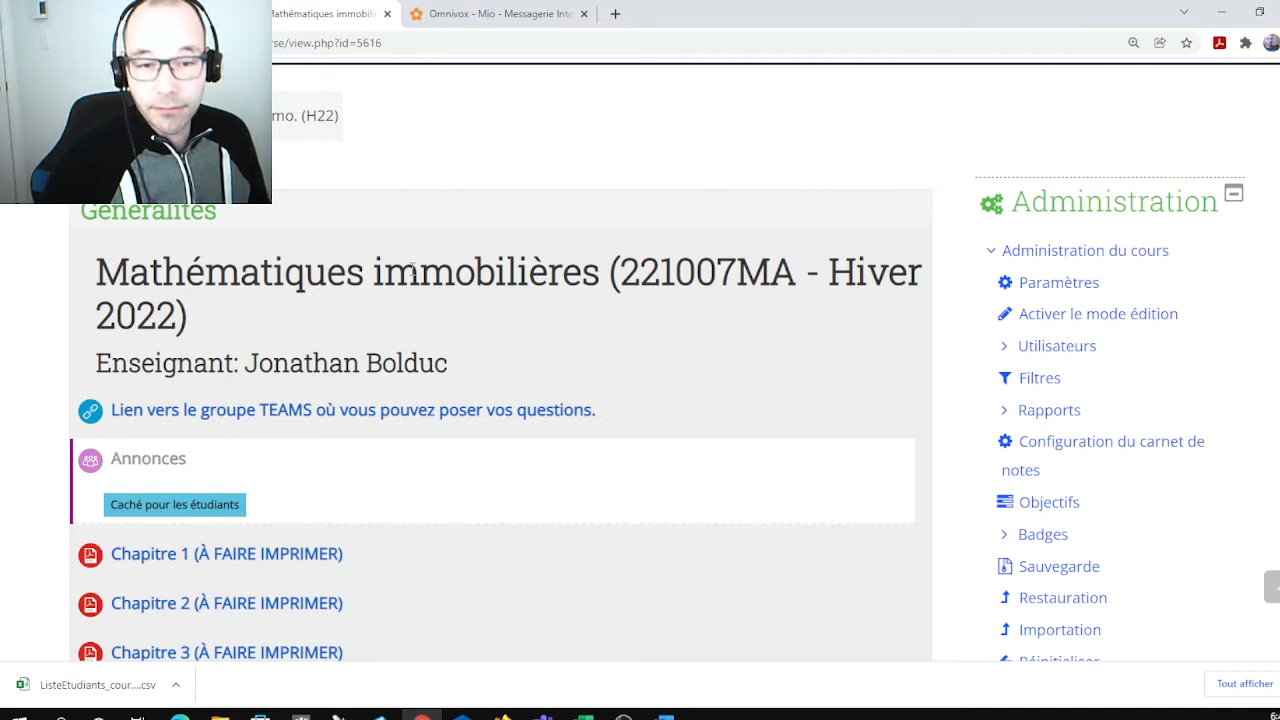 athématiques immobili
Omnivox - Mio - Messagerie Inte
rse/view.php?id=5616
mo. (H22)
Généralités
Mathématiques immobilières (221007MA - Hiver
2022)
Enseignant: Jonathan Bolduc
Lien vers le groupe TEAMS où vous pouvez poser vos questions.
Annonces
Caché pour les étudiants
Chapitre 1 (À FAIRE IMPRIMER)
Chapitre 2 (À FAIRE IMPRIMER)
Chapitre 3 (À FAIRE IMPRIMER)
Administration
Administration du cours
Paramètres
Activer le mode édition
Utilisateurs
Filtres
Rapports
Configuration du carnet de
notes
Objectifs
Badges
Sauvegarde
Restauration
Importation
Réinitialiser
ListeEtudiants_cour....csv
Tout afficher